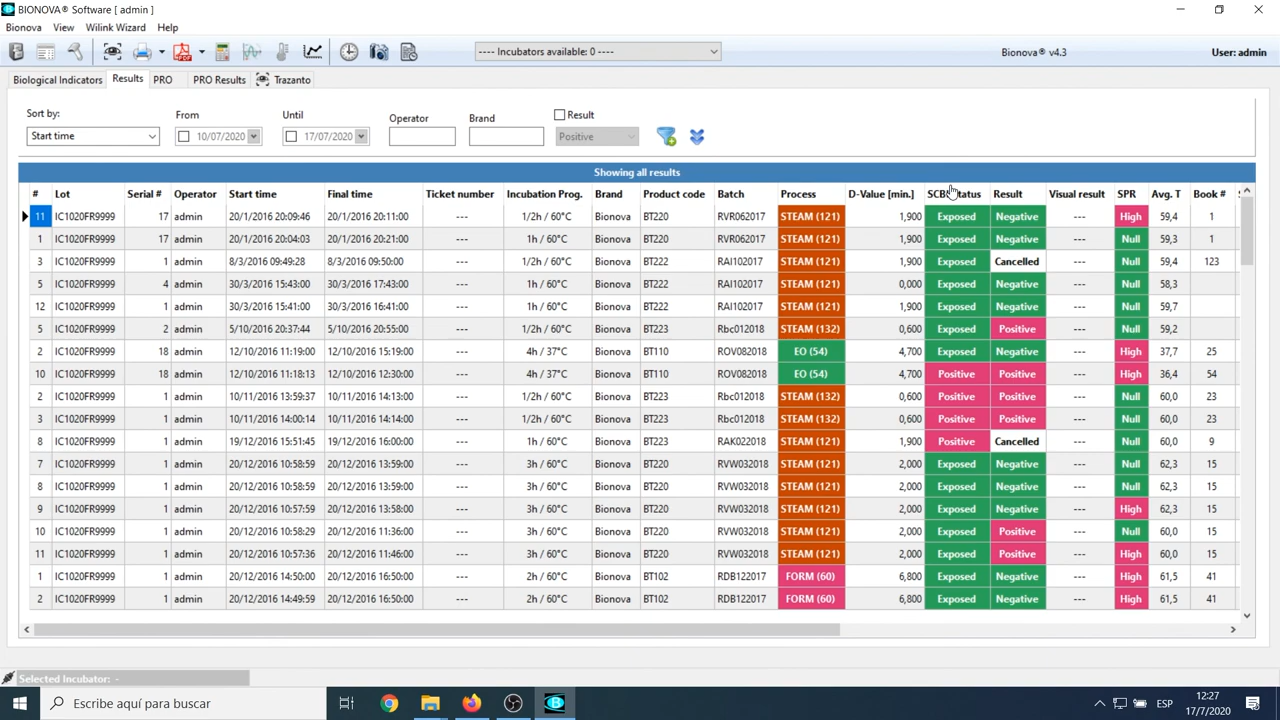 BIONOVA® Software [ admin ]
Bionova View Wilink Wizard Help
---- Incubators available: 0 ----
Bionova® v4.3
User: admin
Biological Indicators Results PRO PRO Results Trazanto
Sort by: From Until Operator Brand Result
Start time 10/07/2020 17/07/2020 Positive
Showing all results
# Lot Serial # Operator Start time Final time Ticket number Incubation Prog. Brand Product code Batch Process D-Value [min.] Status Result Visual result SPR Avg. T Book #
11 IC1020FR9999 17 admin 20/1/2016 20:09:46 20/1/2016 20:11:00 --- 1/2h / 60°C Bionova BT220 RVR062017 STEAM (121) 1,900 Exposed Negative --- High 59,4 1
1 IC1020FR9999 17 admin 20/1/2016 20:04:03 20/1/2016 20:21:00 --- 1h / 60°C Bionova BT220 RVR062017 STEAM (121) 1,900 Exposed Negative --- Null 59,3 1
3 IC1020FR9999 1 admin 8/3/2016 09:49:28 8/3/2016 09:50:00 --- 1h / 60°C Bionova BT222 RAI102017 STEAM (121) 1,900 Exposed Cancelled --- Null 59,4 123
5 IC1020FR9999 4 admin 30/3/2016 15:43:00 30/3/2016 17:43:00 --- 1h / 60°C Bionova BT222 RAI102017 STEAM (121) 0,000 Exposed Negative --- Null 58,3
12 IC1020FR9999 1 admin 30/3/2016 15:41:00 30/3/2016 16:41:00 --- 1h / 60°C Bionova BT222 RAI102017 STEAM (121) 1,900 Exposed Negative --- Null 59,7
5 IC1020FR9999 2 admin 5/10/2016 20:37:44 5/10/2016 20:55:00 --- 1/2h / 60°C Bionova BT223 Rbc012018 STEAM (132) 0,600 Exposed Positive --- Null 59,2
2 IC1020FR9999 18 admin 12/10/2016 11:19:00 12/10/2016 15:19:00 --- 4h / 37°C Bionova BT110 ROV082018 EO (54) 4,700 Exposed Negative --- High 37,7 25
10 IC1020FR9999 18 admin 12/10/2016 11:18:13 12/10/2016 12:30:00 --- 4h / 37°C Bionova BT110 ROV082018 EO (54) 4,700 Positive Positive --- High 36,4 54
2 IC1020FR9999 1 admin 10/11/2016 13:59:37 10/11/2016 14:13:00 --- 1/2h / 60°C Bionova BT223 Rbc012018 STEAM (132) 0,600 Positive Positive --- Null 60,0 23
3 IC1020FR9999 1 admin 10/11/2016 14:00:14 10/11/2016 14:14:00 --- 1/2h / 60°C Bionova BT223 Rbc012018 STEAM (132) 0,600 Positive Positive --- Null 60,0 23
8 IC1020FR9999 1 admin 19/12/2016 13:51:45 19/12/2016 16:00:00 --- 1h / 60°C Bionova BT223 RAK022018 STEAM (121) 1,900 Positive Cancelled --- Null 60,0 9
7 IC1020FR9999 1 admin 20/12/2016 10:58:59 20/12/2016 13:59:00 --- 3h / 60°C Bionova BT220 RVW032018 STEAM (121) 2,000 Exposed Negative --- Null 62,3 15
8 IC1020FR9999 1 admin 20/12/2016 10:58:59 20/12/2016 13:59:00 --- 3h / 60°C Bionova BT220 RVW032018 STEAM (121) 2,000 Exposed Negative --- Null 62,3 15
9 IC1020FR9999 1 admin 20/12/2016 10:57:59 20/12/2016 13:58:00 --- 3h / 60°C Bionova BT220 RVW032018 STEAM (121) 2,000 Exposed Negative --- High 62,3 15
10 IC1020FR9999 1 admin 20/12/2016 10:58:29 20/12/2016 11:36:00 --- 3h / 60°C Bionova BT220 RVW032018 STEAM (121) 2,000 Exposed Positive --- Null 60,0 15
11 IC1020FR9999 1 admin 20/12/2016 10:57:36 20/12/2016 11:46:00 --- 3h / 60°C Bionova BT220 RVW032018 STEAM (121) 2,000 Exposed Positive --- High 60,0 15
1 IC1020FR9999 1 admin 20/12/2016 14:50:00 20/12/2016 16:50:00 --- 2h / 60°C Bionova BT102 RDB122017 FORM (60) 6,800 Exposed Negative --- High 61,5 41
2 IC1020FR9999 1 admin 20/12/2016 14:49:59 20/12/2016 16:50:00 --- 2h / 60°C Bionova BT102 RDB122017 FORM (60) 6,800 Exposed Negative --- High 61,5 41
Selected Incubator: -
Escribe aquí para buscar
ESP
12:27
17/7/2020